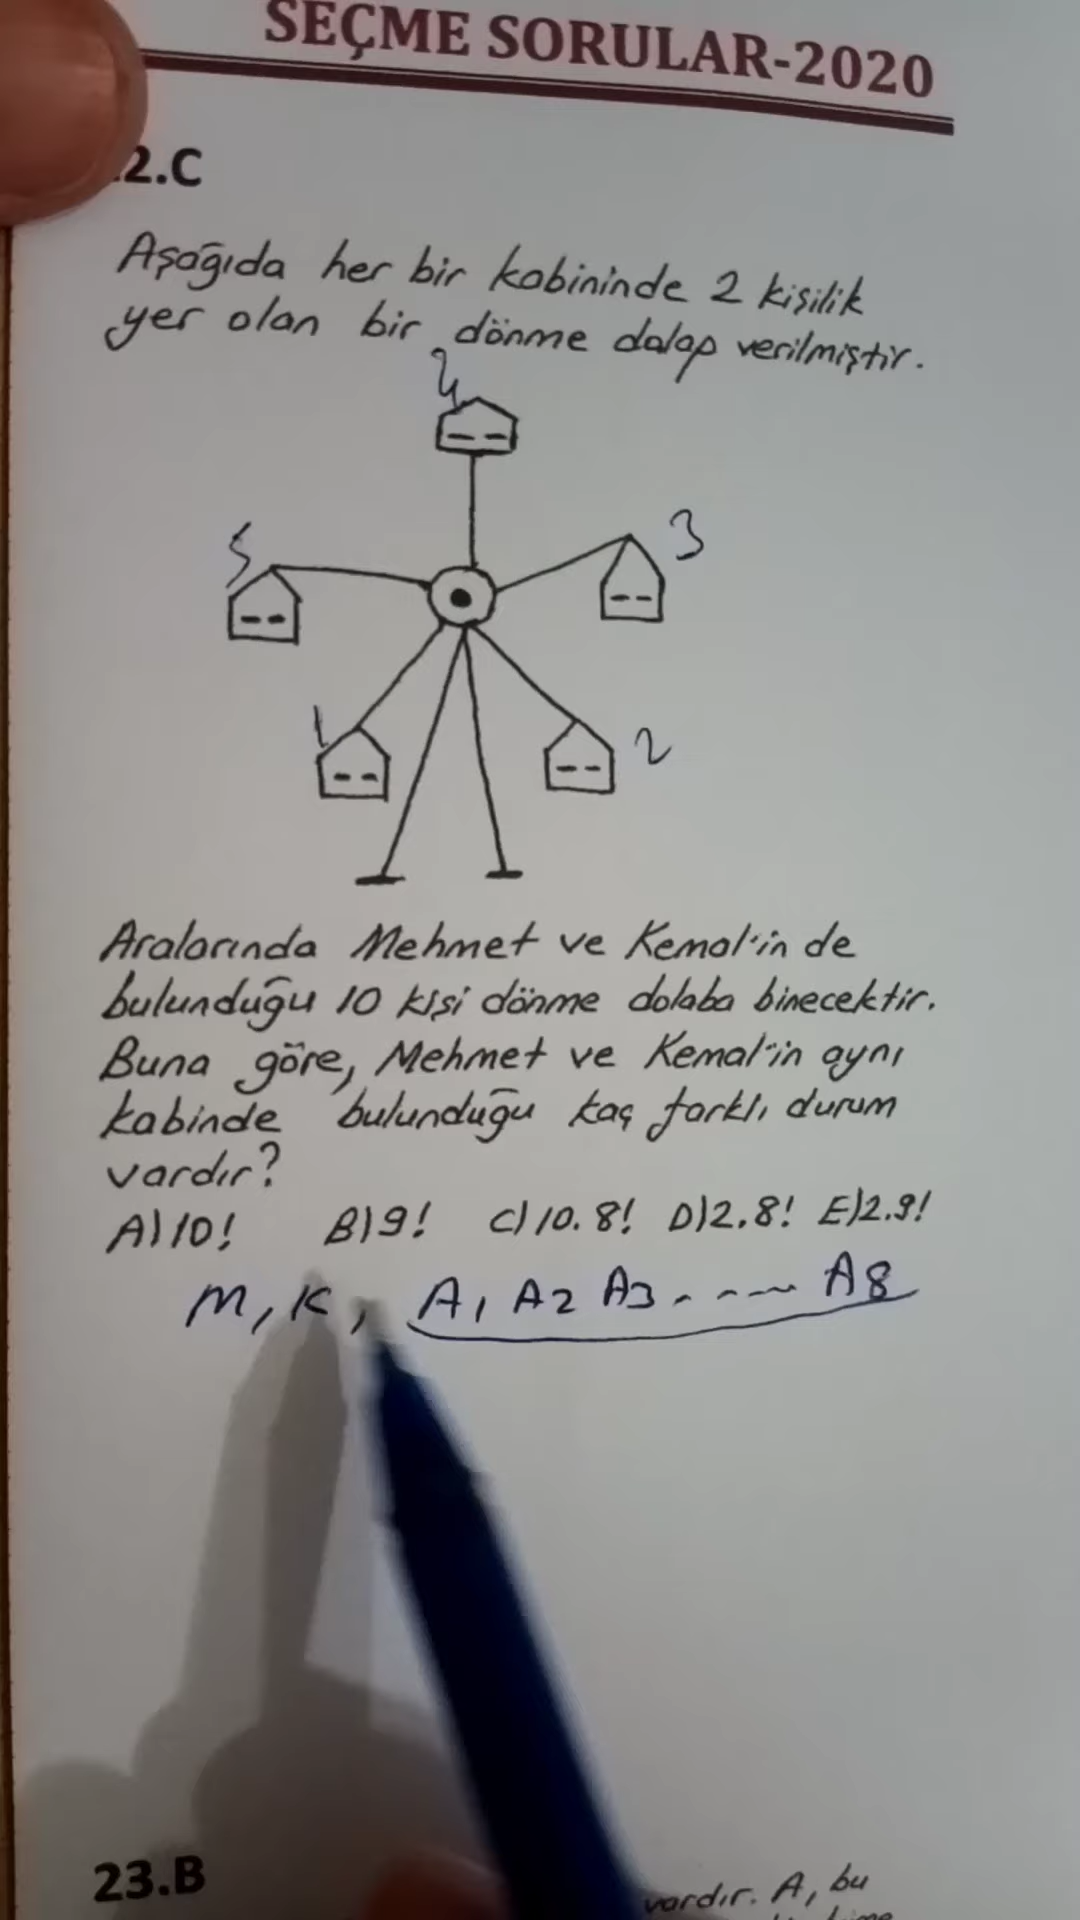 SEÇME SORULAR-2020
2.C
Aşağıda her bir kabininde 2 kişilik
yer olan bir dönme dolap verilmiştir.
4
5
3
1
2
Aralarında Mehmet ve Kemal'in de
bulunduğu 10 kişi dönme dolaba binecektir.
Buna göre, Mehmet ve Kemal'in aynı
kabinde bulunduğu kaç farklı durum
vardır?
A)10! B)9! C)10.8! D)2.8! E)2.9!
M, K, A1 A2 A3 ---- A8
23.B
vardır. A, bu